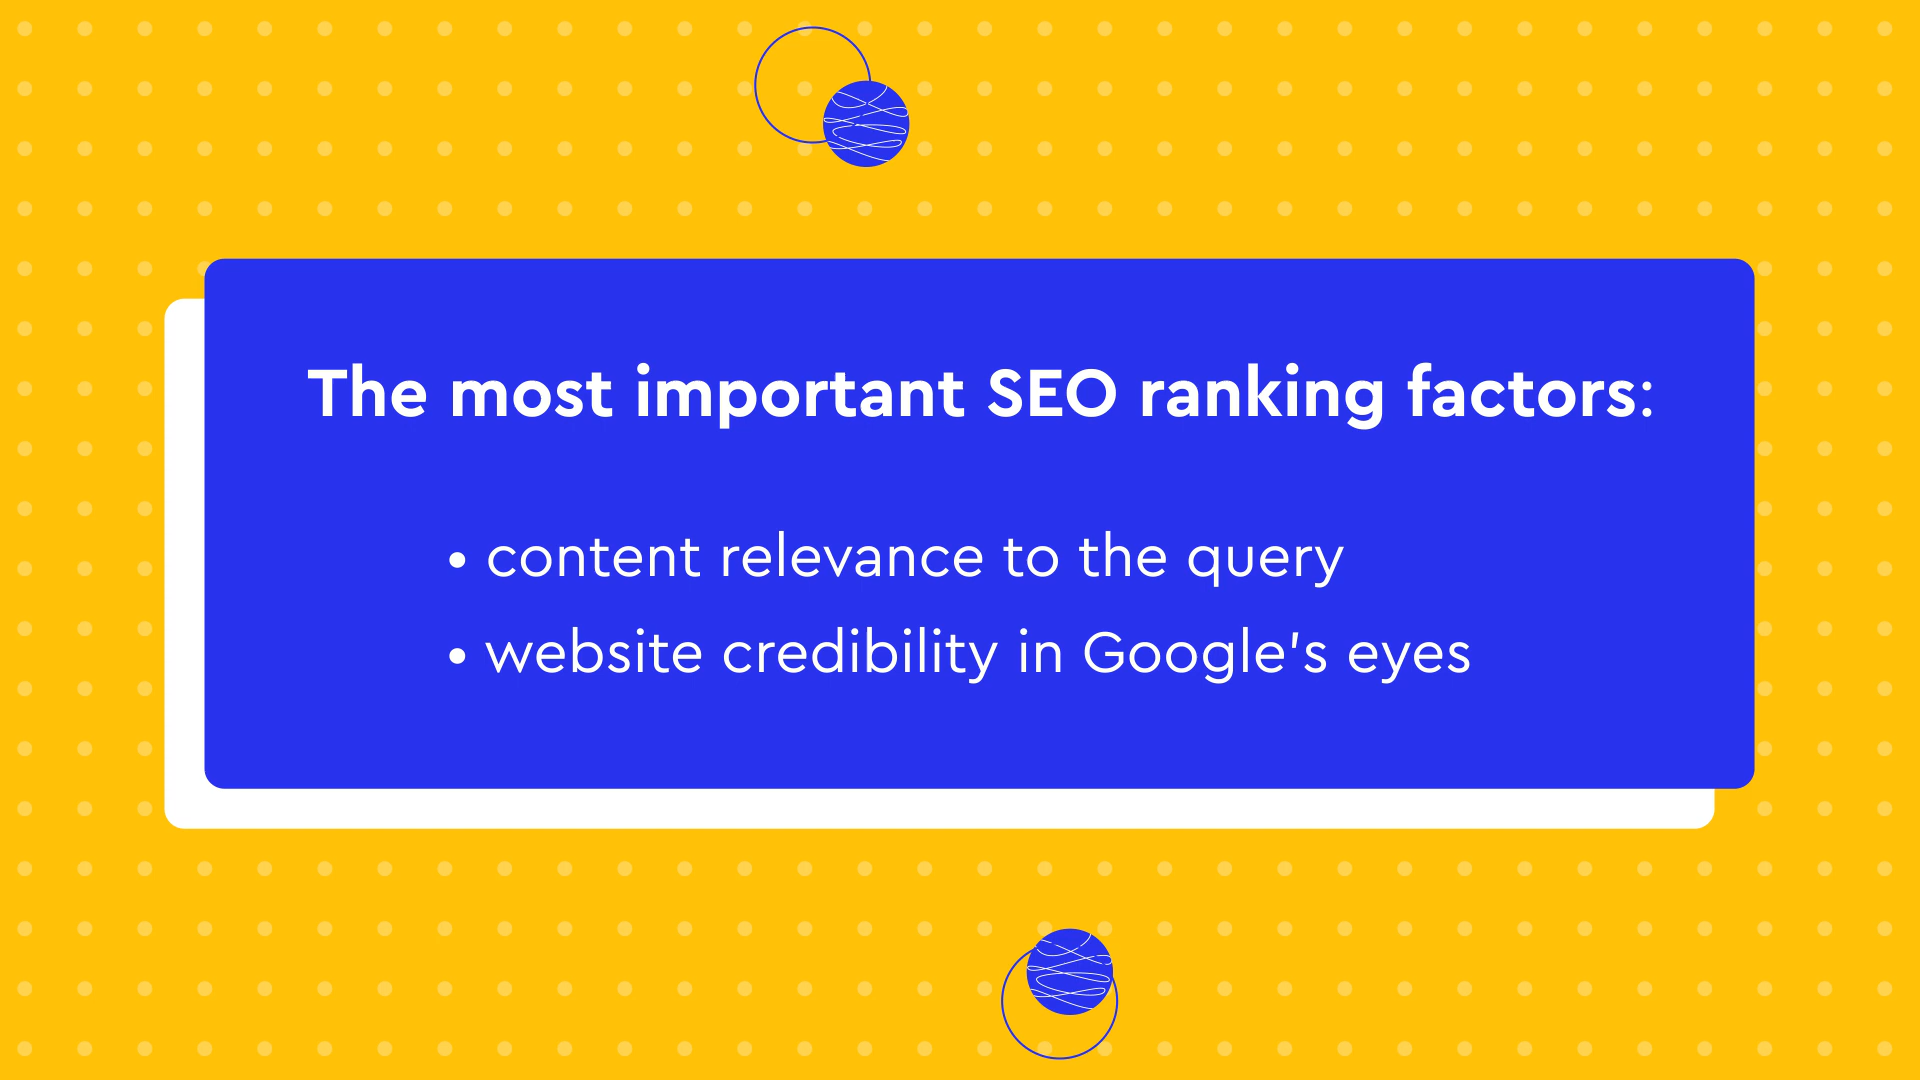 The most important SEO ranking factors:
• content relevance to the query
• website credibility in Google's eyes